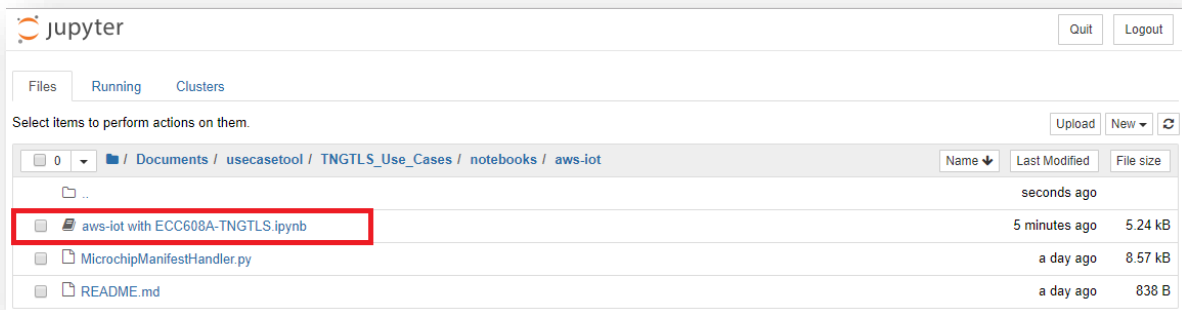 jupyter Quit Logout
Files Running Clusters
Select items to perform actions on them. Upload New
0 / Documents / usecasetool / TNGTLS_Use_Cases / notebooks / aws-iot Name Last Modified File size
.. seconds ago
aws-iot with ECC608A-TNGTLS.ipynb 5 minutes ago 5.24 kB
MicrochipManifestHandler.py a day ago 8.57 kB
README.md a day ago 838 B